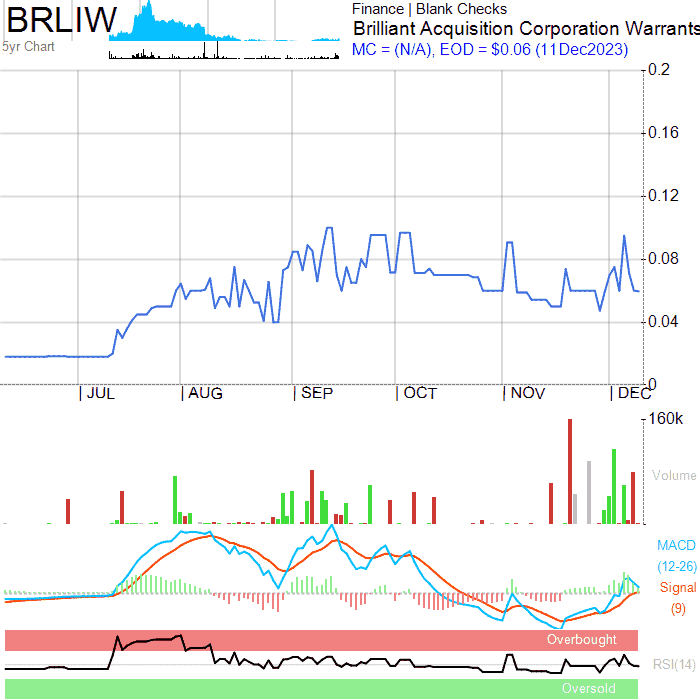 BRLIW
5yr Chart
Finance | Blank Checks
Brilliant Acquisition Corporation Warrants
MC = (N/A), EOD = $0.06 (11Dec2023)
0.2
0.16
0.12
0.08
0.04
0
JUL
AUG
SEP
OCT
NOV
DEC
160k
Volume
MACD
(12-26)
Signal
(9)
Overbought
RSI(14)
Oversold